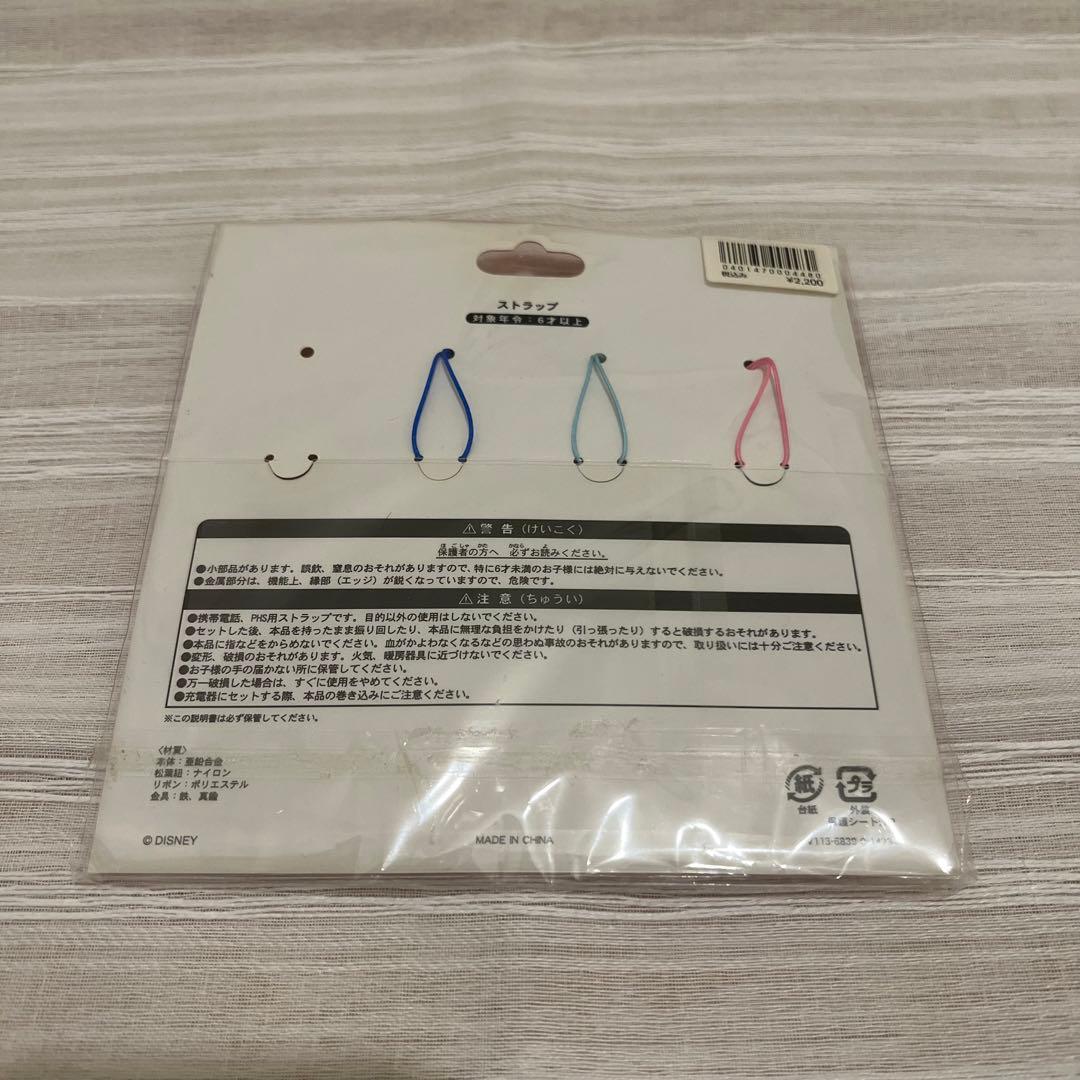 0401470004480
税込み ¥2,200
ストラップ
対象年令:6才以上
⚠警 告(けいこく)
保護者の方へ 必ずお読みください。
●小部品があります。誤飲、窒息のおそれがありますので、特に6才未満のお子様には絶対に与えないでください。
●金属部分は、機能上、縁部(エッジ)が鋭くなっていますので、危険です。
⚠注 意(ちゅうい)
●携帯電話、PHS用ストラップです。目的以外の使用はしないでください。
●セットした後、本品を持ったまま振り回したり、本品に無理な負担をかけたり(引っ張ったり)すると破損するおそれがあります。
●本品に指などをからめないでください。血がかよわなくなるなどの思わぬ事故のおそれがありますので、取り扱いには十分ご注意ください。
●変形、破損のおそれがあります。火気、暖房器具に近づけないでください。
●お子様の手の届かない所に保管してください。
●万一破損した場合は、すぐに使用をやめてください。
●充電器にセットする際、本品の巻き込みにご注意ください。
※この説明書は必ず保管してください。
〈材質〉
本体:亜鉛合金
松葉紐:ナイロン
リボン:ポリエステル
金具:鉄、真鍮
紙 プラ
台紙 外装
保護シート
© DISNEY
MADE IN CHINA